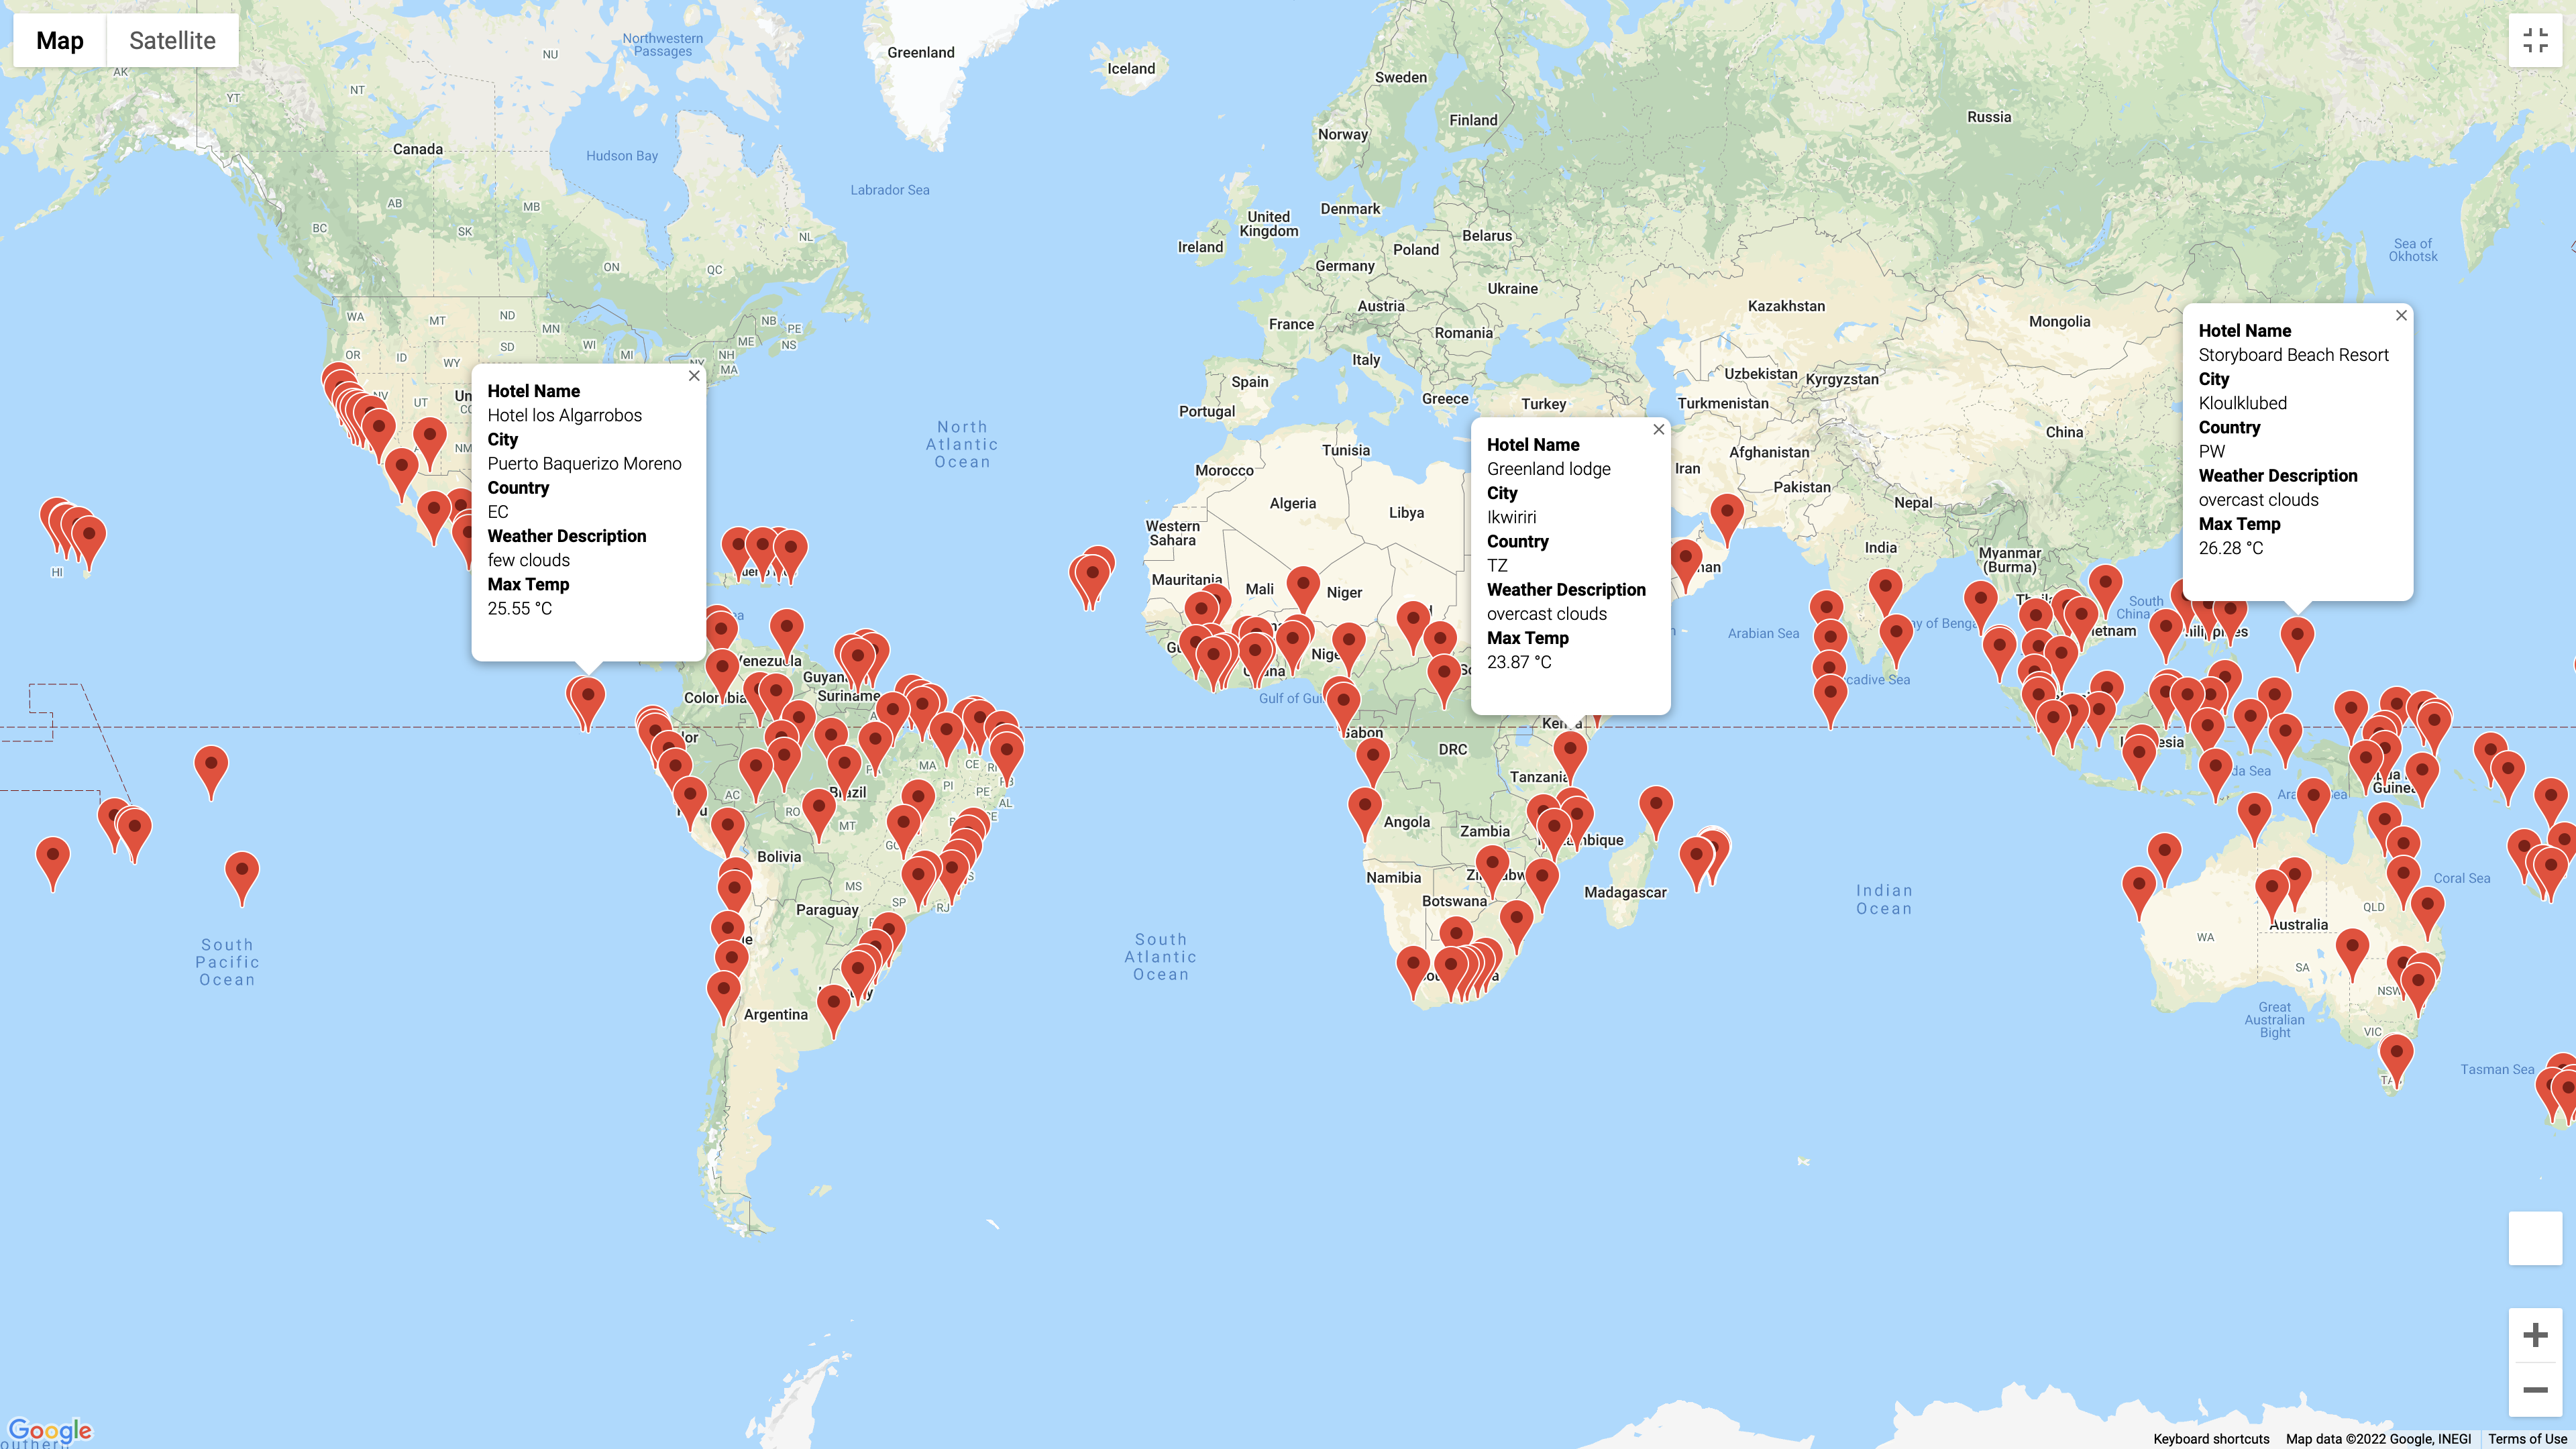 Map
Satellite
Greenland
Iceland
Northwestern
Passages
NU
AK
YT
NT
Canada
Hudson Bay
Labrador Sea
BC
AB
SK
MB
ON
QC
NL
Sweden
Finland
Norway
Russia
Denmark
United
Kingdom
Ireland
Belarus
Poland
Germany
Ukraine
Austria
France
Romania
Italy
Spain
Portugal
Greece
Turkey
Kazakhstan
Mongolia
Uzbekistan
Kyrgyzstan
Turkmenistan
Sea of
Okhotsk
WA
MT
ND
MN
OR
ID
WY
SD
WI
MI
NB
PE
NS
ME
NH
MA
UT
NM
Hotel Name
Hotel los Algarrobos
City
Puerto Baquerizo Moreno
Country
EC
Weather Description
few clouds
Max Temp
25.55 °C
Hotel Name
Greenland lodge
City
Ikwiriri
Country
TZ
Weather Description
overcast clouds
Max Temp
23.87 °C
Hotel Name
Storyboard Beach Resort
City
Kloulklubed
Country
PW
Weather Description
overcast clouds
Max Temp
26.28 °C
North
Atlantic
Ocean
Morocco
Tunisia
Algeria
Libya
Western
Sahara
Mauritania
Mali
Niger
Iran
Afghanistan
Pakistan
Nepal
China
India
Myanmar
(Burma)
Arabian Sea
South
HI
Venezuela
Colombia
Suriname
Gabon
DRC
Kenya
Tanzania
Angola
Zambia
Namibia
Botswana
Madagascar
Brazil
AC
RO
MT
MA
CE
PI
PE
AL
Bolivia
MS
SP
RJ
Paraguay
Argentina
South
Pacific
Ocean
South
Atlantic
Ocean
Indian
Ocean
Coral Sea
Australia
WA
QLD
SA
NSW
VIC
Great
Australian
Bight
Tasman Sea
Google
Keyboard shortcuts
Map data ©2022 Google, INEGI
Terms of Use